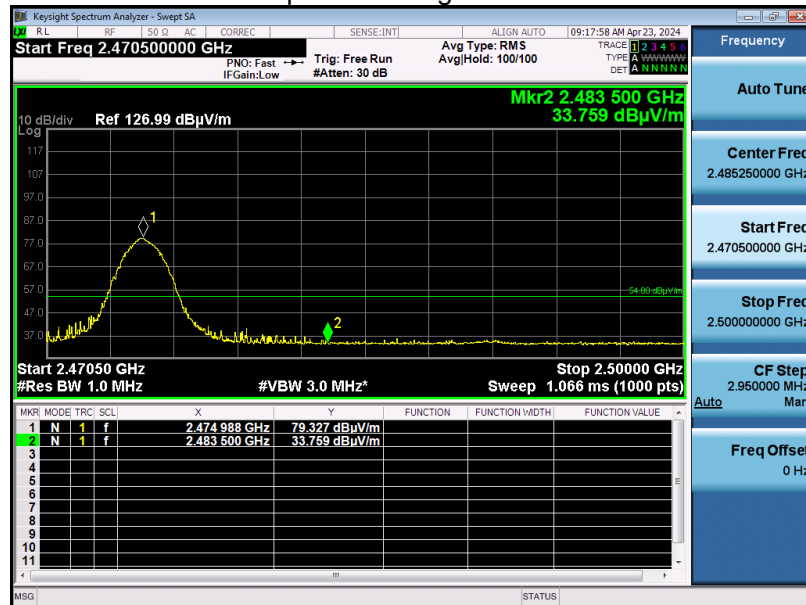 Keysight Spectrum Analyzer - Swept SA
LXI RL RF 50 Ω AC CORREC SENSE:INT ALIGN AUTO 09:17:58 AM Apr 23, 2024
Start Freq 2.470500000 GHz
PNO: Fast
IFGain:Low
Trig: Free Run
#Atten: 30 dB
Avg Type: RMS
Avg|Hold: 100/100
TRACE 1 2 3 4 5 6
TYPE A WWWWW
DET A N N N N N
Frequency
Mkr2 2.483 500 GHz
33.759 dBµV/m
10 dB/div Ref 126.99 dBµV/m
Log
117
107
97.0
87.0
77.0
67.0
57.0
47.0
37.0
1
2
54.00 dBµV/m
Start 2.47050 GHz Stop 2.50000 GHz
#Res BW 1.0 MHz #VBW 3.0 MHz* Sweep 1.066 ms (1000 pts)
MKR MODE TRC SCL X Y FUNCTION FUNCTION WIDTH FUNCTION VALUE
1 N 1 f 2.474 988 GHz 79.327 dBµV/m
2 N 1 f 2.483 500 GHz 33.759 dBµV/m
3
4
5
6
7
8
9
10
11
MSG STATUS
Auto Tune
Center Freq
2.485250000 GHz
Start Freq
2.470500000 GHz
Stop Freq
2.500000000 GHz
CF Step
2.950000 MHz
Auto Man
Freq Offset
0 Hz